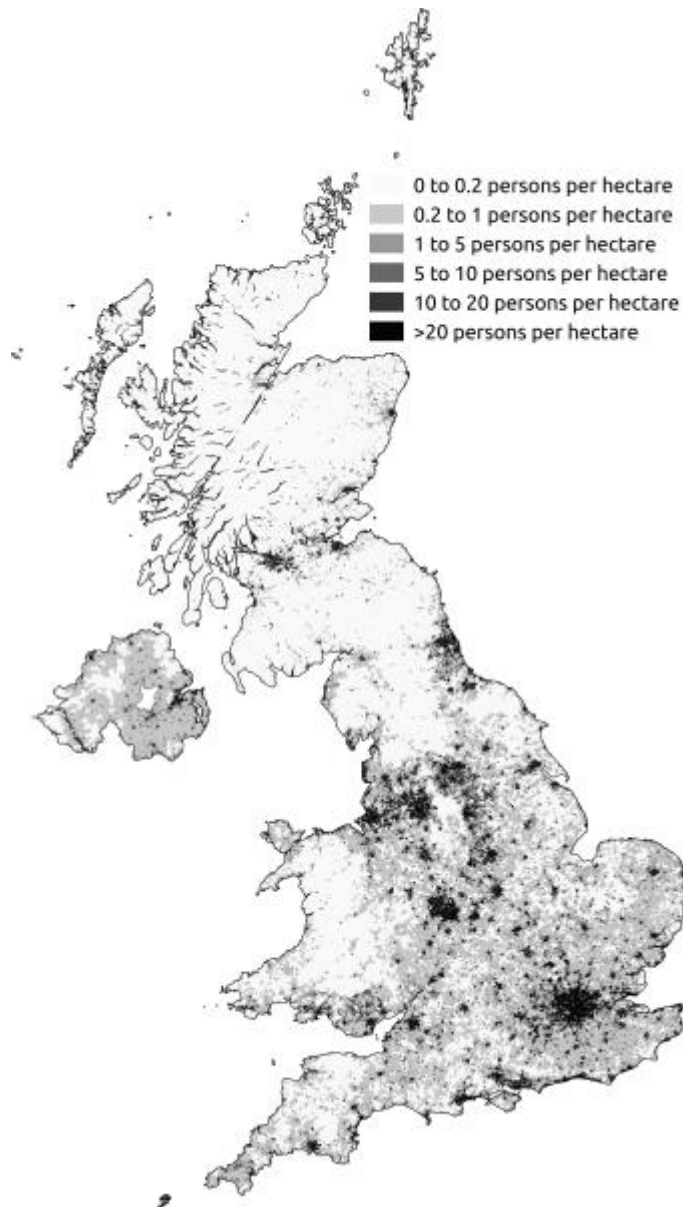 0 to 0.2 persons per hectare
0.2 to 1 persons per hectare
1 to 5 persons per hectare
5 to 10 persons per hectare
10 to 20 persons per hectare
>20 persons per hectare